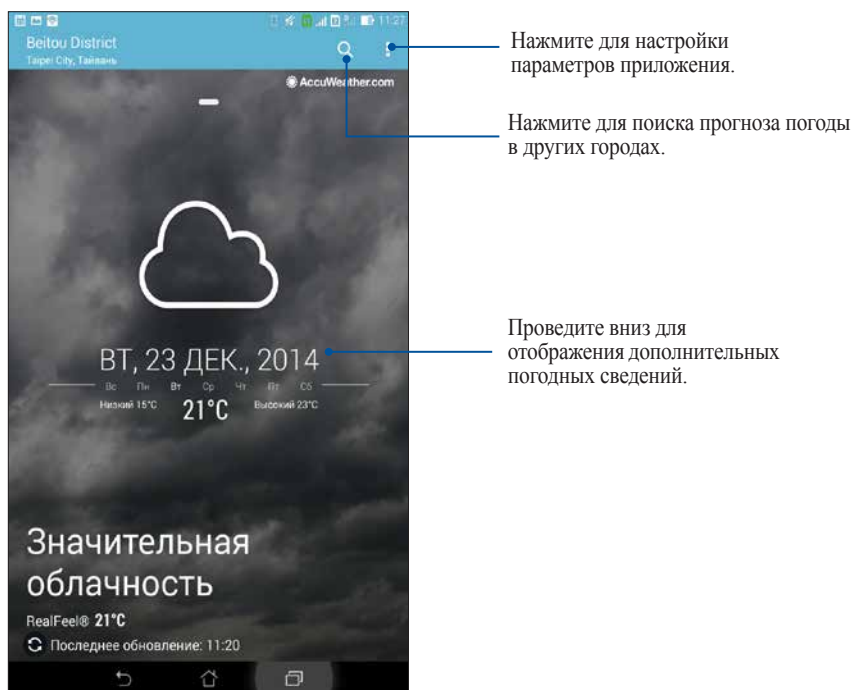 11:27
Beitou District
Taipei City, Тайвань
AccuWeather.com
ВТ, 23 ДЕК., 2014
Вс Пн Вт Ср Чт Пт Сб
Низкий 15°C 21°C Высокий 23°C
Значительная
облачность
RealFeel® 21°C
Последнее обновление: 11:20
Нажмите для настройки
параметров приложения.
Нажмите для поиска прогноза погоды
в других городах.
Проведите вниз для
отображения дополнительных
погодных сведений.